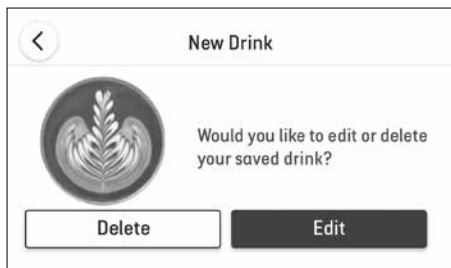 New Drink
Would you like to edit or delete
your saved drink?
Delete
Edit